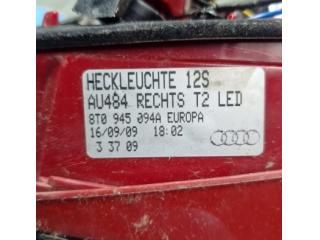 HECKLEUCHTE 12S
AU484 RECHTS T2 LED
8T0 945 094A EUROPA
16/09/09 18:02
3 37 09